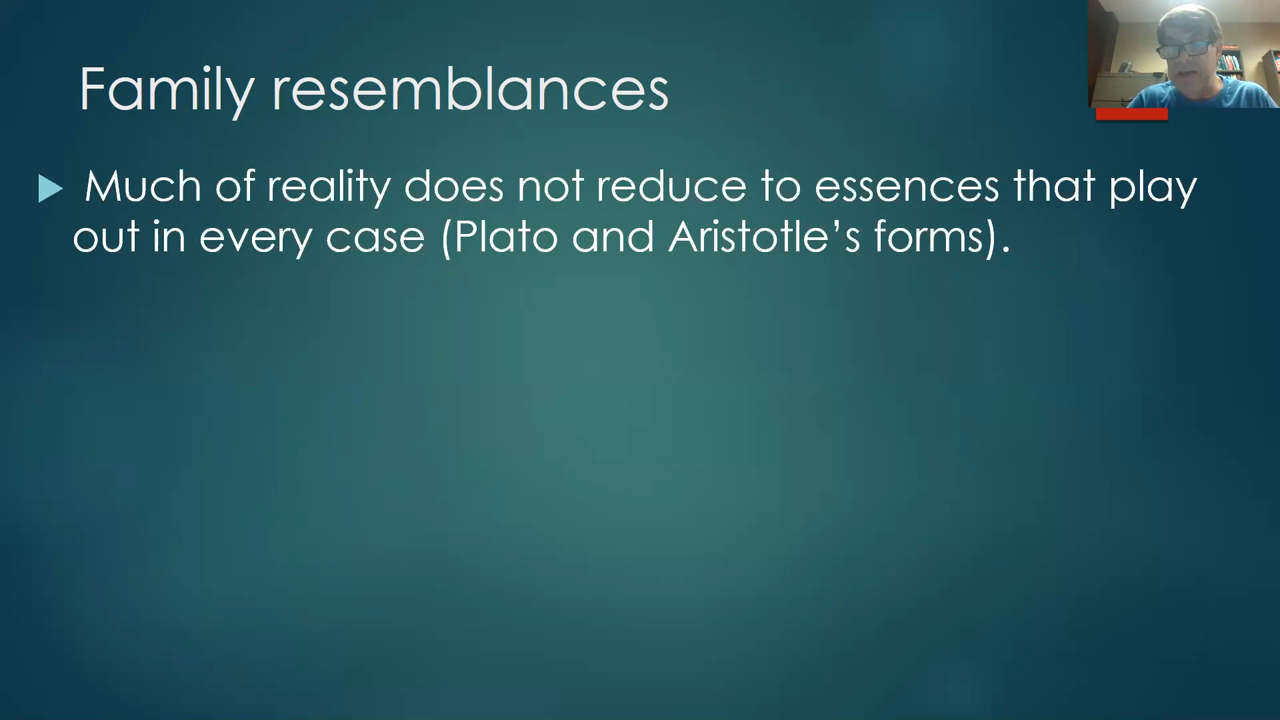 Family resemblances
Much of reality does not reduce to essences that play
out in every case (Plato and Aristotle’s forms).